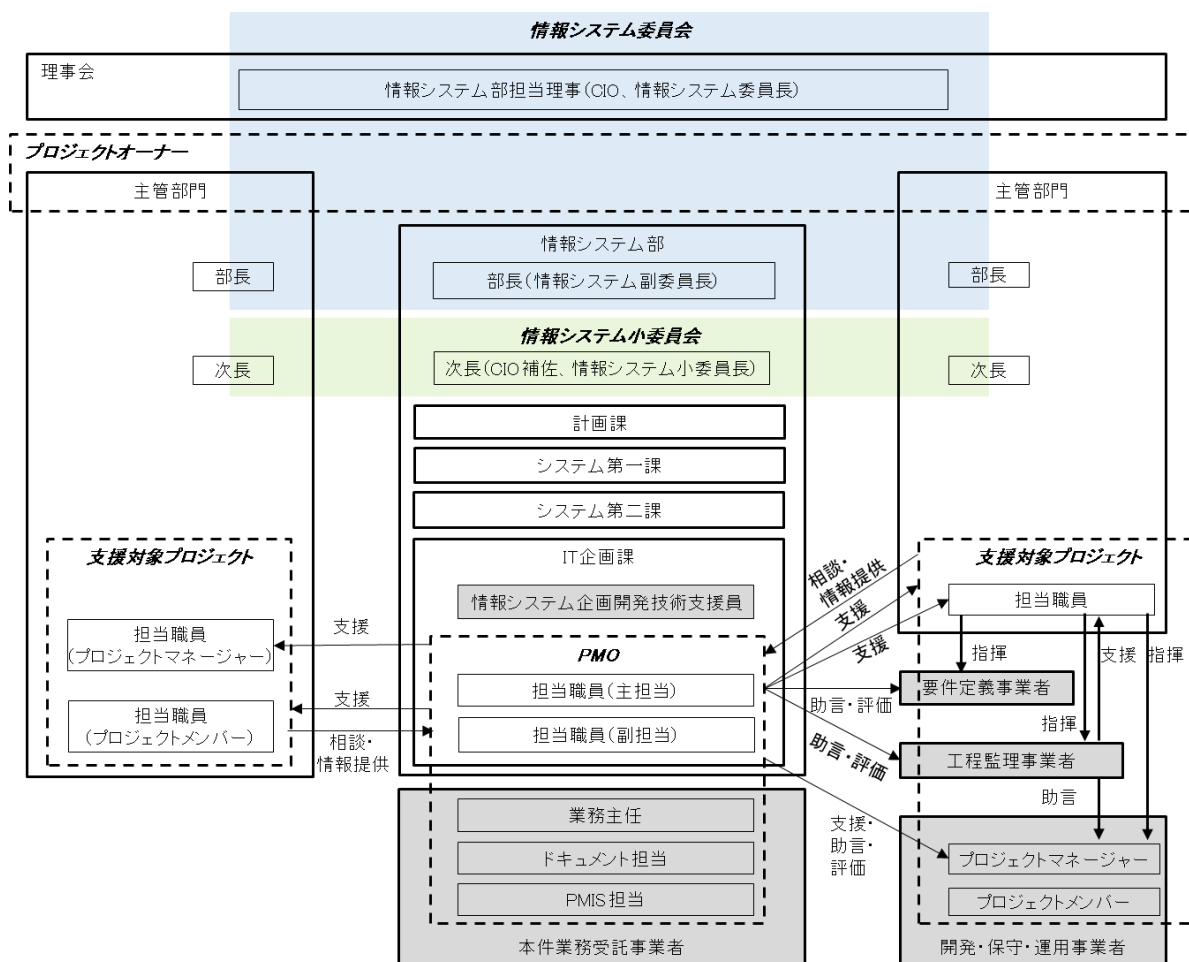 情報システム委員会
理事会
情報システム部担当理事(CIO、情報システム委員長)
プロジェクトオーナー
主管部門
主管部門
情報システム部
部長
部長(情報システム副委員長)
部長
情報システム小委員会
次長
次長(CIO補佐、情報システム小委員長)
次長
計画課
システム第一課
システム第二課
IT企画課
情報システム企画開発技術支援員
支援対象プロジェクト
担当職員
(プロジェクトマネージャー)
担当職員
(プロジェクトメンバー)
支援
支援
相談・
情報提供
PMO
担当職員(主担当)
担当職員(副担当)
業務主任
ドキュメント担当
PMIS担当
本件業務受託事業者
相談・
情報提供
支援
支援
助言・評価
助言・評価
支援・
助言・
評価
支援対象プロジェクト
担当職員
指揮
支援
指揮
要件定義事業者
指揮
工程監理事業者
助言
プロジェクトマネージャー
プロジェクトメンバー
開発・保守・運用事業者